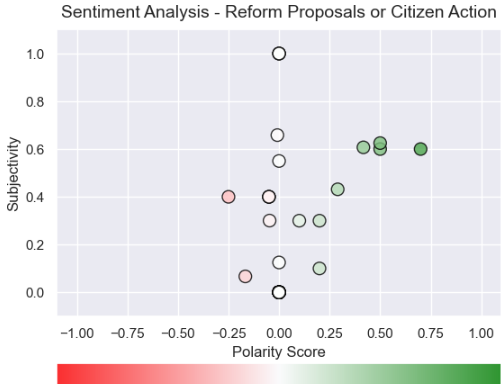 Sentiment Analysis - Reform Proposals or Citizen Action
1.0
0.8
0.6
0.4
0.2
0.0
Subjectivity
−1.00 −0.75 −0.50 −0.25 0.00 0.25 0.50 0.75 1.00
Polarity Score